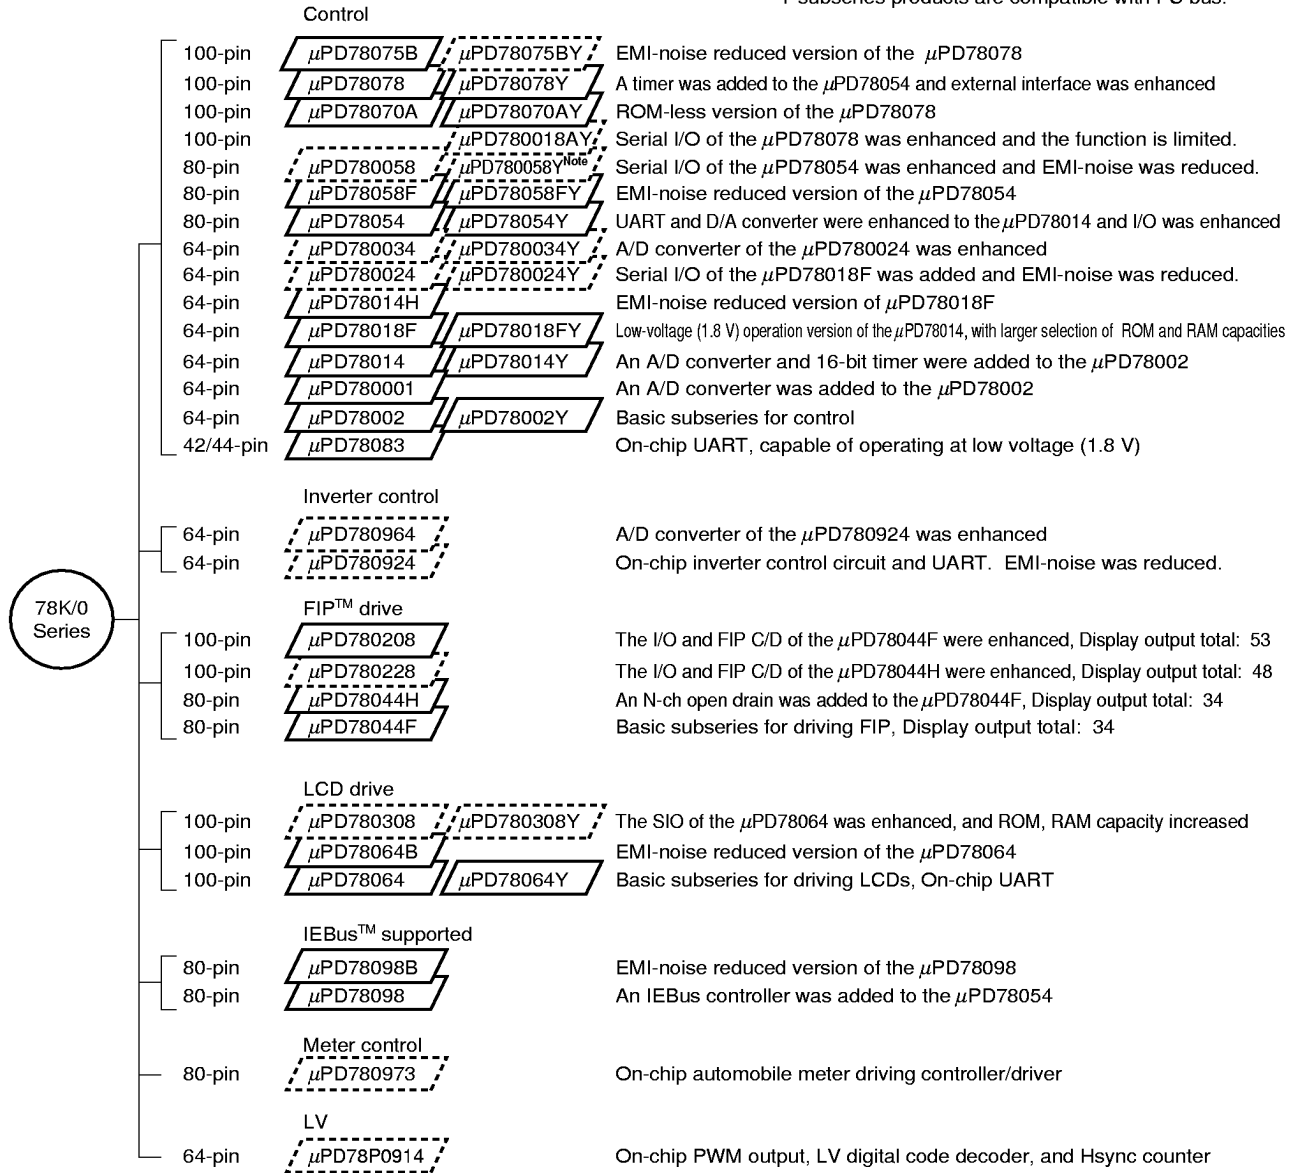 Y subseries products are compatible with I²C bus.
Control
100-pin μPD78075B μPD78075BY EMI-noise reduced version of the μPD78078
100-pin μPD78078 μPD78078Y A timer was added to the μPD78054 and external interface was enhanced
100-pin μPD78070A μPD78070AY ROM-less version of the μPD78078
100-pin μPD780018AY Serial I/O of the μPD78078 was enhanced and the function is limited.
80-pin μPD780058 μPD780058Y Note Serial I/O of the μPD78054 was enhanced and EMI-noise was reduced.
80-pin μPD78058F μPD78058FY EMI-noise reduced version of the μPD78054
80-pin μPD78054 μPD78054Y UART and D/A converter were enhanced to the μPD78014 and I/O was enhanced
64-pin μPD780034 μPD780034Y A/D converter of the μPD780024 was enhanced
64-pin μPD780024 μPD780024Y Serial I/O of the μPD78018F was added and EMI-noise was reduced.
64-pin μPD78014H EMI-noise reduced version of μPD78018F
64-pin μPD78018F μPD78018FY Low-voltage (1.8 V) operation version of the μPD78014, with larger selection of ROM and RAM capacities
64-pin μPD78014 μPD78014Y An A/D converter and 16-bit timer were added to the μPD78002
64-pin μPD780001 An A/D converter was added to the μPD78002
64-pin μPD78002 μPD78002Y Basic subseries for control
42/44-pin μPD78083 On-chip UART, capable of operating at low voltage (1.8 V)
Inverter control
64-pin μPD780964 A/D converter of the μPD780924 was enhanced
64-pin μPD780924 On-chip inverter control circuit and UART. EMI-noise was reduced.
78K/0
Series
FIP™ drive
100-pin μPD780208 The I/O and FIP C/D of the μPD78044F were enhanced, Display output total: 53
100-pin μPD780228 The I/O and FIP C/D of the μPD78044H were enhanced, Display output total: 48
80-pin μPD78044H An N-ch open drain was added to the μPD78044F, Display output total: 34
80-pin μPD78044F Basic subseries for driving FIP, Display output total: 34
LCD drive
100-pin μPD780308 μPD780308Y The SIO of the μPD78064 was enhanced, and ROM, RAM capacity increased
100-pin μPD78064B EMI-noise reduced version of the μPD78064
100-pin μPD78064 μPD78064Y Basic subseries for driving LCDs, On-chip UART
IEBus™ supported
80-pin μPD78098B EMI-noise reduced version of the μPD78098
80-pin μPD78098 An IEBus controller was added to the μPD78054
Meter control
80-pin μPD780973 On-chip automobile meter driving controller/driver
LV
64-pin μPD78P0914 On-chip PWM output, LV digital code decoder, and Hsync counter